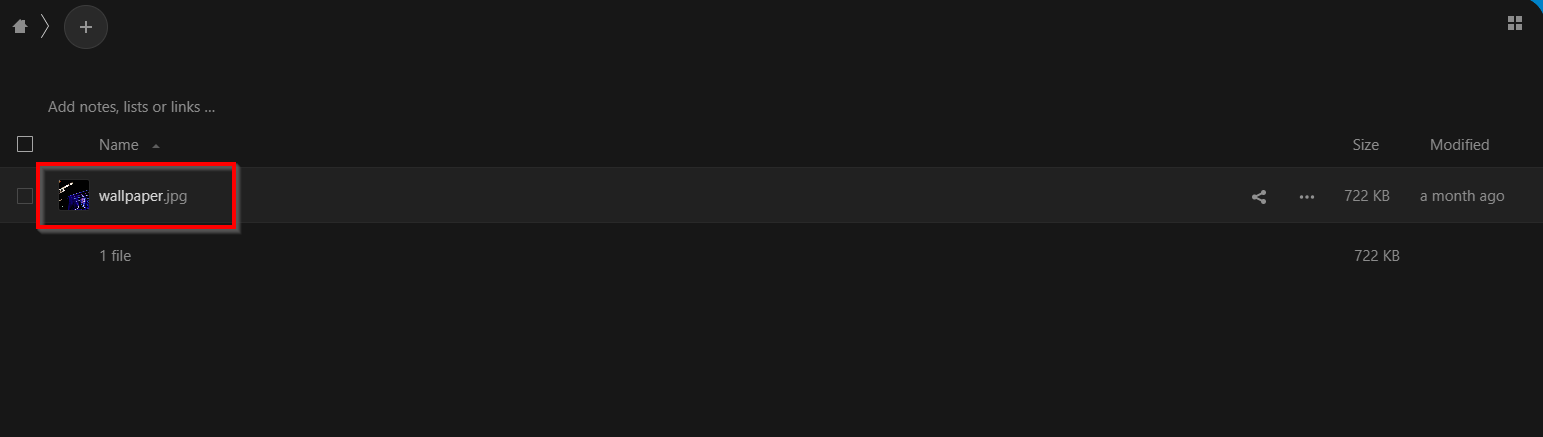 Add notes, lists or links ...
Name Size Modified
wallpaper.jpg 722 KB a month ago
1 file 722 KB